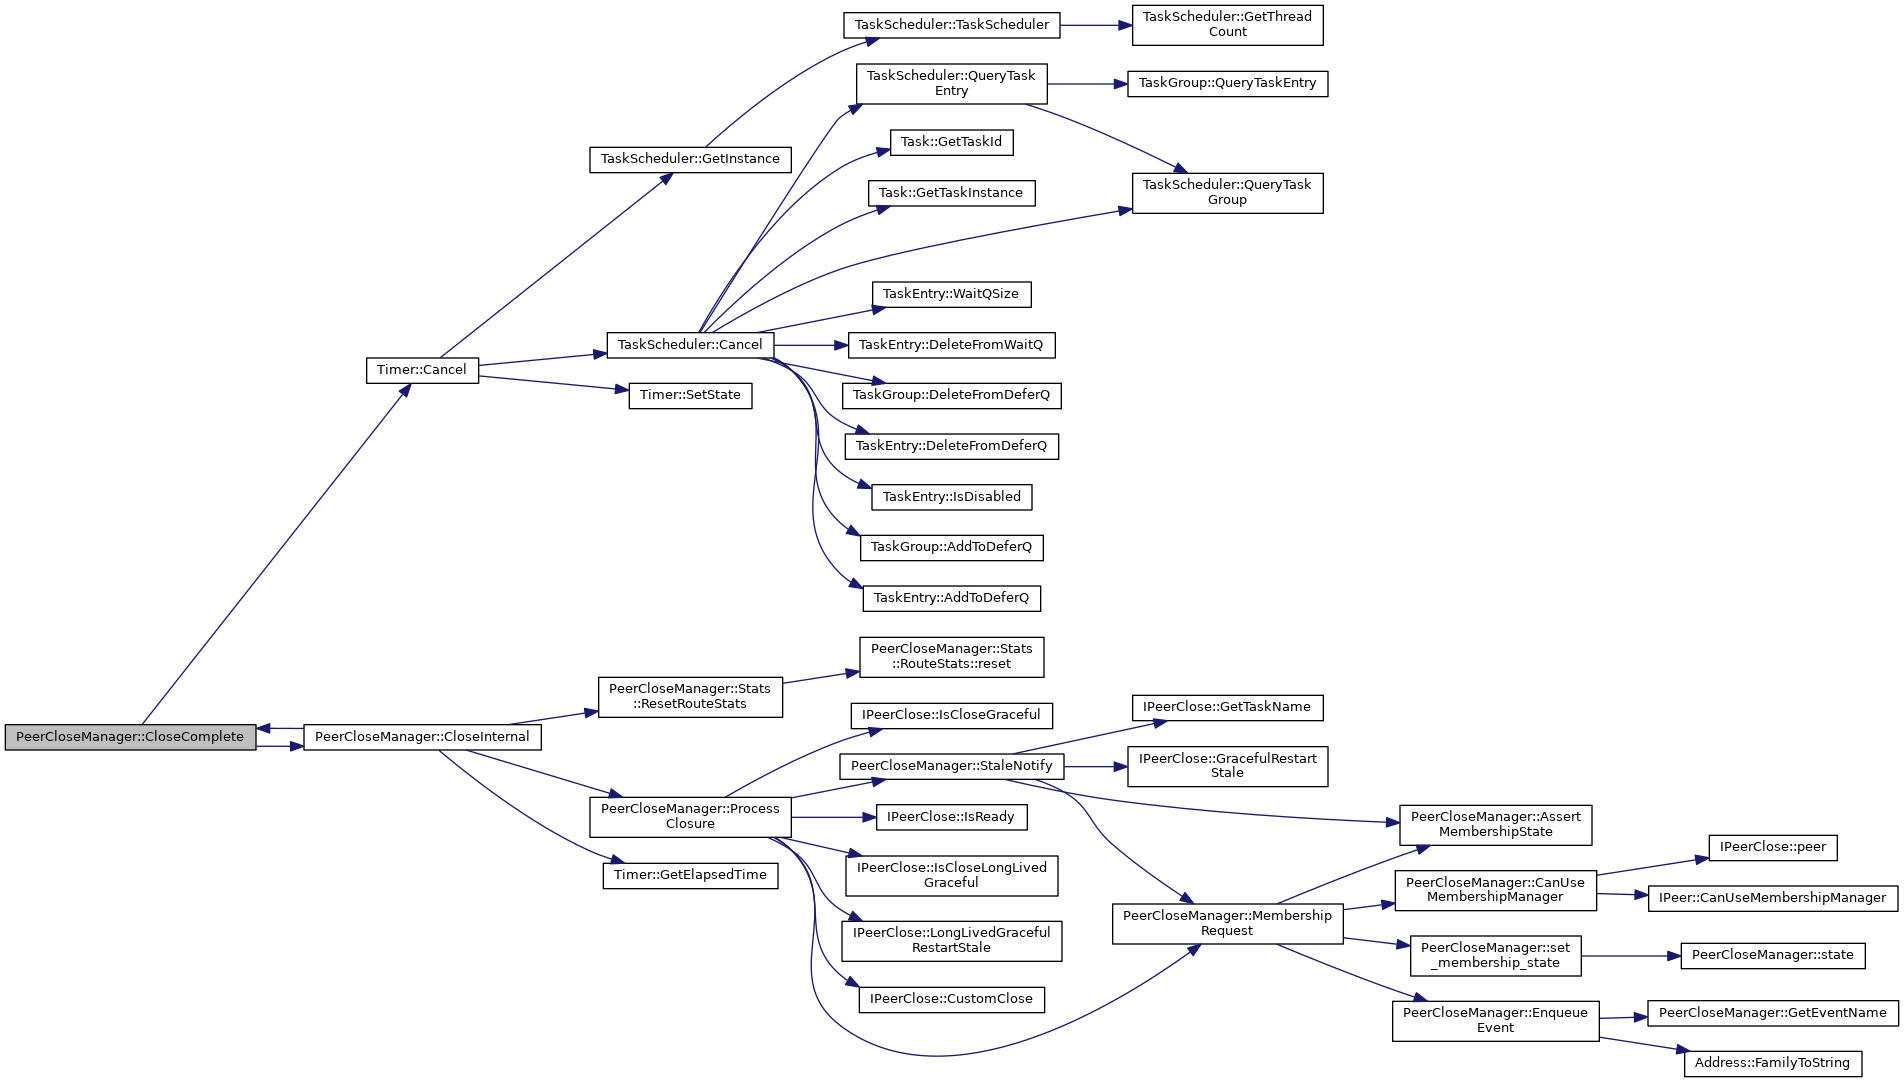 TaskScheduler::TaskScheduler
TaskScheduler::GetThread
Count
TaskScheduler::QueryTask
Entry
TaskGroup::QueryTaskEntry
Task::GetTaskId
TaskScheduler::GetInstance
Task::GetTaskInstance
TaskScheduler::QueryTask
Group
TaskEntry::WaitQSize
TaskScheduler::Cancel
TaskEntry::DeleteFromWaitQ
Timer::Cancel
Timer::SetState
TaskGroup::DeleteFromDeferQ
TaskEntry::DeleteFromDeferQ
TaskEntry::IsDisabled
TaskGroup::AddToDeferQ
TaskEntry::AddToDeferQ
PeerCloseManager::Stats
::RouteStats::reset
PeerCloseManager::Stats
::ResetRouteStats
IPeerClose::IsCloseGraceful
IPeerClose::GetTaskName
PeerCloseManager::CloseComplete
PeerCloseManager::CloseInternal
PeerCloseManager::StaleNotify
IPeerClose::GracefulRestart
Stale
PeerCloseManager::Process
Closure
IPeerClose::IsReady
PeerCloseManager::Assert
MembershipState
IPeerClose::peer
Timer::GetElapsedTime
IPeerClose::IsCloseLongLived
Graceful
PeerCloseManager::CanUse
MembershipManager
IPeer::CanUseMembershipManager
PeerCloseManager::Membership
Request
IPeerClose::LongLivedGraceful
RestartStale
PeerCloseManager::set
_membership_state
PeerCloseManager::state
IPeerClose::CustomClose
PeerCloseManager::Enqueue
Event
PeerCloseManager::GetEventName
Address::FamilyToString